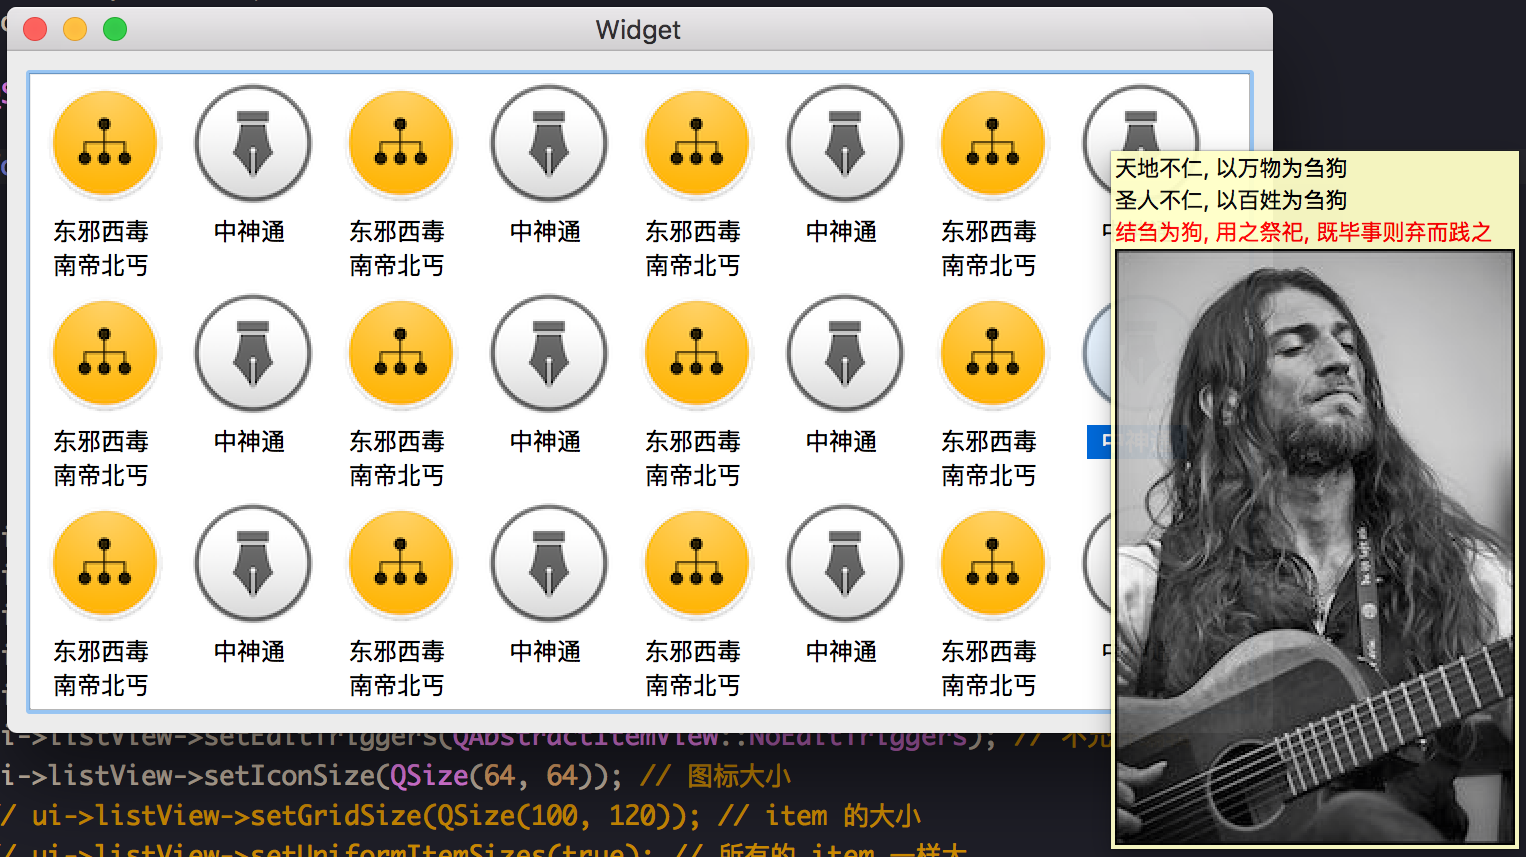 Widget
东邪西毒
南帝北丐
中神通
东邪西毒
南帝北丐
中神通
东邪西毒
南帝北丐
中神通
东邪西毒
南帝北丐
天地不仁, 以万物为刍狗
圣人不仁, 以百姓为刍狗
结刍为狗, 用之祭祀, 既毕事则弃而践之
东邪西毒
南帝北丐
中神通
东邪西毒
南帝北丐
中神通
东邪西毒
南帝北丐
中神通
东邪西毒
南帝北丐
东邪西毒
南帝北丐
中神通
东邪西毒
南帝北丐
中神通
东邪西毒
南帝北丐
中神通
东邪西毒
南帝北丐
i->listView->setEditTriggers(QAbstractItemView::NoEditTriggers); // 不允
i->listView->setIconSize(QSize(64, 64)); // 图标大小
/ ui->listView->setGridSize(QSize(100, 120)); // item 的大小
/ ui->listView->setUniformItemSizes(true); // 所有的 item 一样大